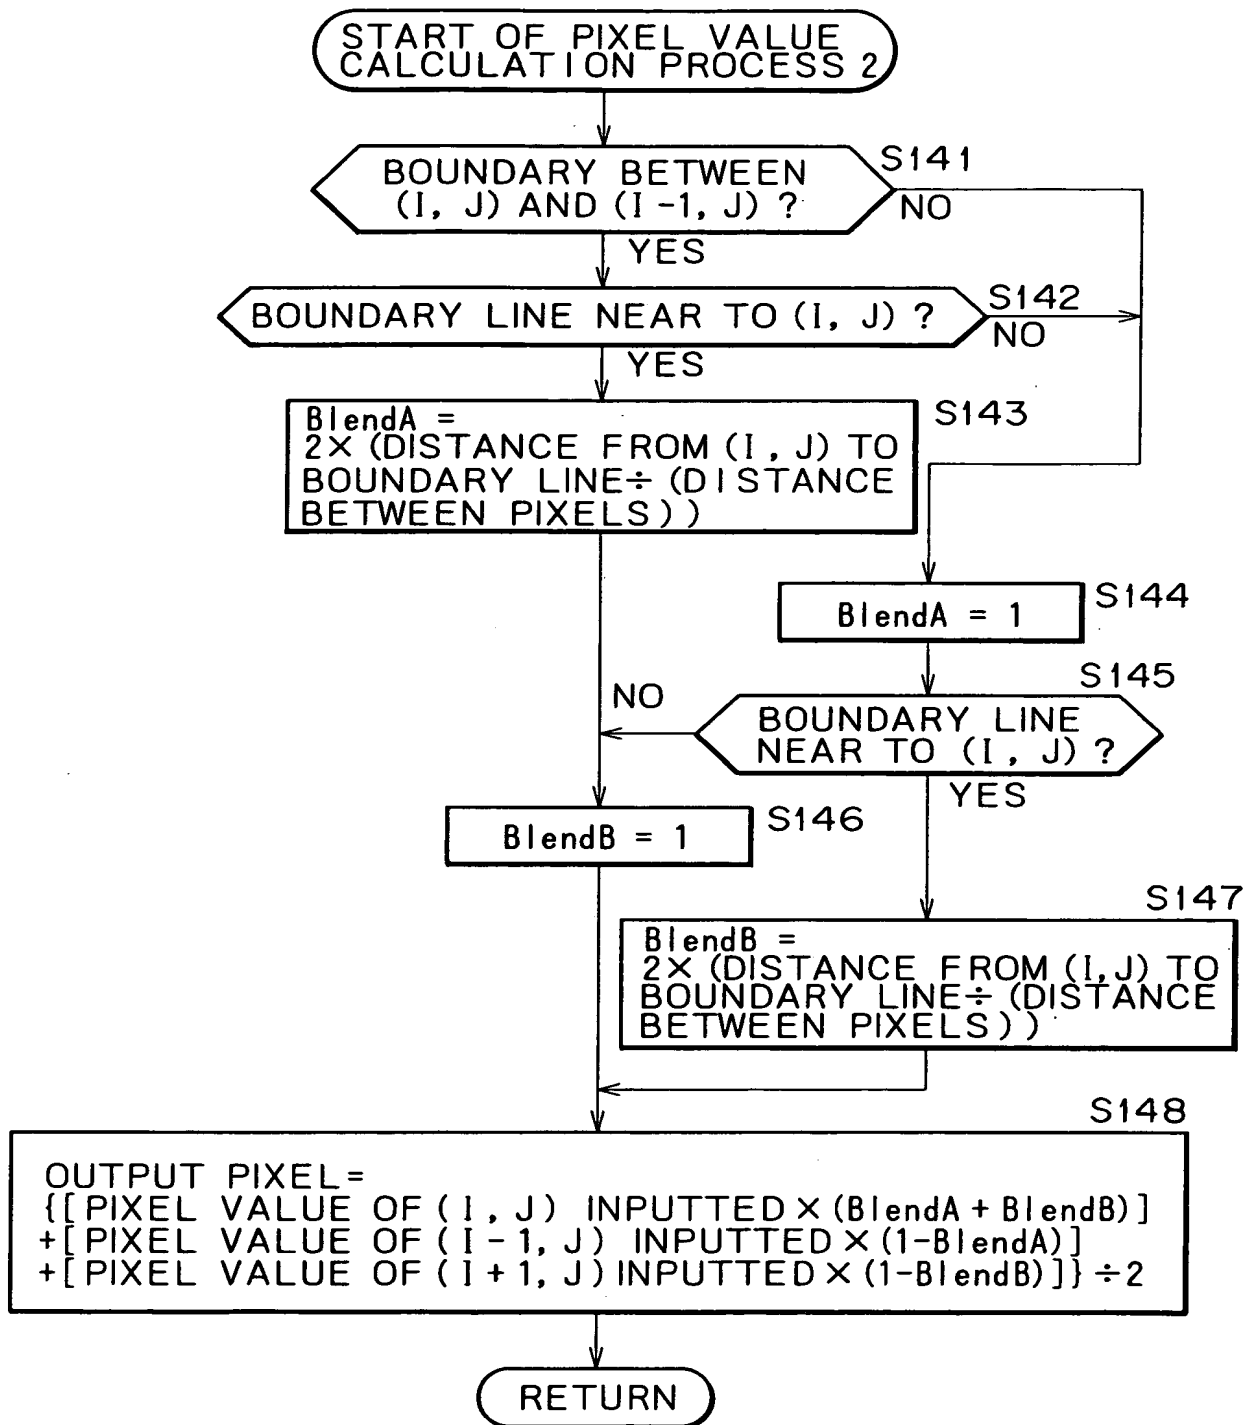 START OF PIXEL VALUE
CALCULATION PROCESS 2
S141
BOUNDARY BETWEEN
(I, J) AND (I-1, J) ?
NO
YES
S142
BOUNDARY LINE NEAR TO (I, J) ?
NO
YES
S143
BlendA =
2× (DISTANCE FROM (I, J) TO
BOUNDARY LINE÷ (DISTANCE
BETWEEN PIXELS))
S144
BlendA = 1
S145
NO
BOUNDARY LINE
NEAR TO (I, J) ?
YES
S146
BlendB = 1
S147
BlendB =
2× (DISTANCE FROM (I,J) TO
BOUNDARY LINE÷ (DISTANCE
BETWEEN PIXELS))
S148
OUTPUT PIXEL=
{[PIXEL VALUE OF (I, J) INPUTTED × (BlendA + BlendB)]
+[PIXEL VALUE OF (I-1, J) INPUTTED × (1-BlendA)]
+[PIXEL VALUE OF (I+1, J) INPUTTED × (1-BlendB)]} ÷2
RETURN